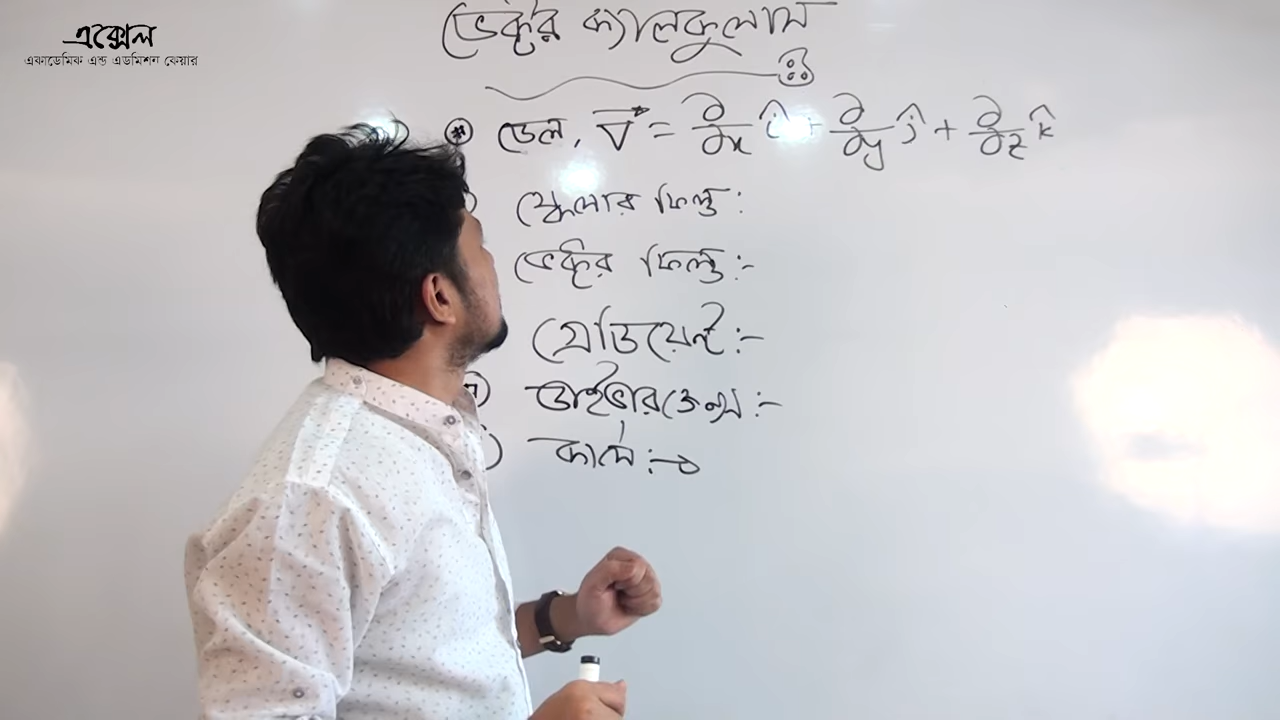 এক্সেল
একাডেমিক এন্ড এডমিশন কেয়ার
ভেক্টর ক্যালকুলাস
* ডেল, ∇⃗ = ∂/∂x î + ∂/∂y ĵ + ∂/∂z k̂
স্কেলার ফিল্ড:
ভেক্টর ফিল্ড:-
গ্রেডিয়েন্ট:-
ডাইভারজেন্স:-
কার্ল:→